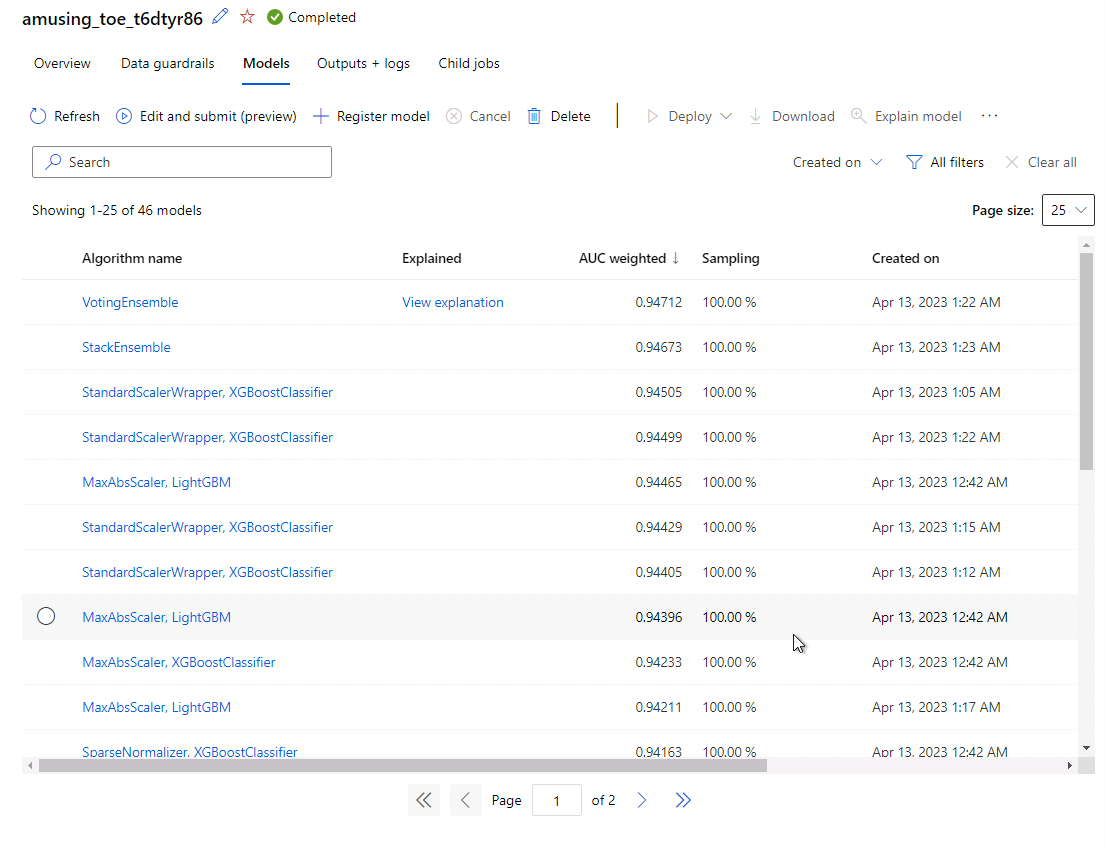 amusing_toe_t6dtyr86 Completed
Overview Data guardrails Models Outputs + logs Child jobs
Refresh Edit and submit (preview) Register model Cancel Delete Deploy Download Explain model ...
Search Created on All filters Clear all
Showing 1-25 of 46 models Page size: 25
Algorithm name Explained AUC weighted ↓ Sampling Created on
VotingEnsemble View explanation 0.94712 100.00 % Apr 13, 2023 1:22 AM
StackEnsemble 0.94673 100.00 % Apr 13, 2023 1:23 AM
StandardScalerWrapper, XGBoostClassifier 0.94505 100.00 % Apr 13, 2023 1:05 AM
StandardScalerWrapper, XGBoostClassifier 0.94499 100.00 % Apr 13, 2023 1:22 AM
MaxAbsScaler, LightGBM 0.94465 100.00 % Apr 13, 2023 12:42 AM
StandardScalerWrapper, XGBoostClassifier 0.94429 100.00 % Apr 13, 2023 1:15 AM
StandardScalerWrapper, XGBoostClassifier 0.94405 100.00 % Apr 13, 2023 1:12 AM
MaxAbsScaler, LightGBM 0.94396 100.00 % Apr 13, 2023 12:42 AM
MaxAbsScaler, XGBoostClassifier 0.94233 100.00 % Apr 13, 2023 12:42 AM
MaxAbsScaler, LightGBM 0.94211 100.00 % Apr 13, 2023 1:17 AM
SparseNormalizer, XGBoostClassifier 0.94163 100.00 % Apr 13, 2023 12:42 AM
Page 1 of 2